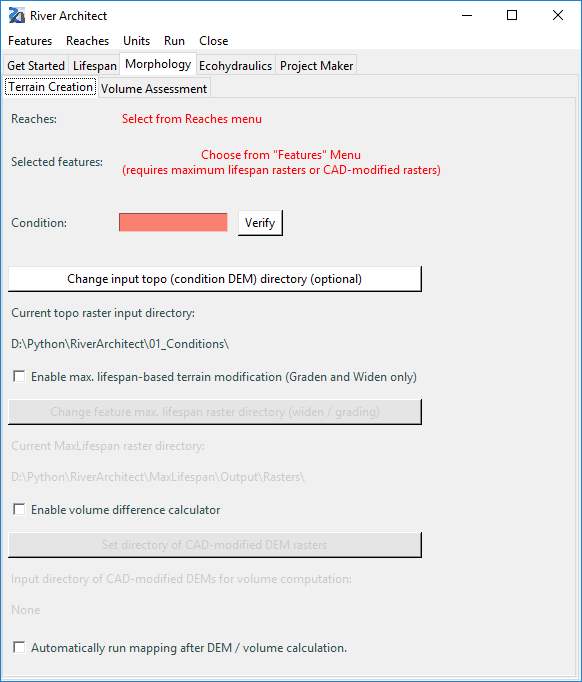 River Architect
Features Reaches Units Run Close
Get Started Lifespan Morphology Ecohydraulics Project Maker
Terrain Creation Volume Assessment
Reaches: Select from Reaches menu
Selected features: Choose from "Features" Menu
(requires maximum lifespan rasters or CAD-modified rasters)
Condition: Verify
Change input topo (condition DEM) directory (optional)
Current topo raster input directory:
D:\Python\RiverArchitect\01_Conditions\
Enable max. lifespan-based terrain modification (Graden and Widen only)
Change feature max. lifespan raster directory (widen / grading)
Current MaxLifespan raster directory:
D:\Python\RiverArchitect\MaxLifespan\Output\Rasters\
Enable volume difference calculator
Set directory of CAD-modified DEM rasters
Input directory of CAD-modified DEMs for volume computation:
None
Automatically run mapping after DEM / volume calculation.